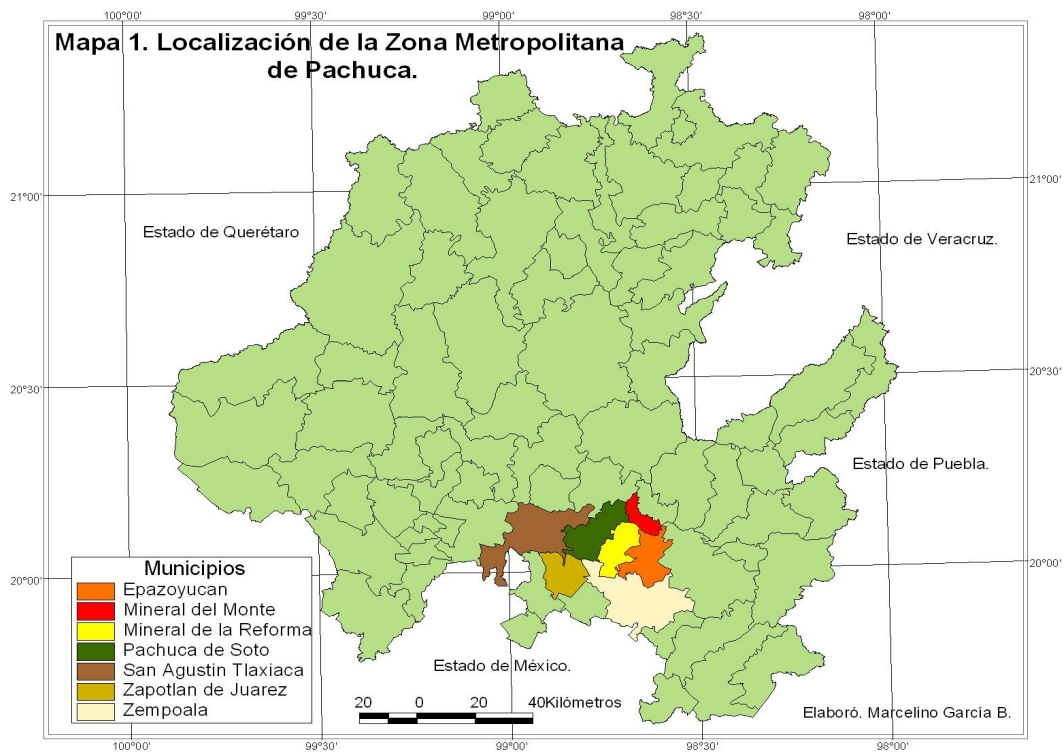 100°00' 99°30' 99°00' 98°30' 98°00'
Mapa 1. Localización de la Zona Metropolitana
de Pachuca.
21°00' 21°00'
Estado de Querétaro
Estado de Veracruz.
20°30' 20°30'
Estado de Puebla.
20°00' 20°00'
Municipios
Epazoyucan
Mineral del Monte
Mineral de la Reforma
Pachuca de Soto
San Agustin Tlaxiaca
Zapotlan de Juarez
Zempoala
Estado de México.
20 0 20 40Kilómetros
Elaboró. Marcelino Garcia B.
100°00' 99°30' 99°00' 98°30' 98°00'